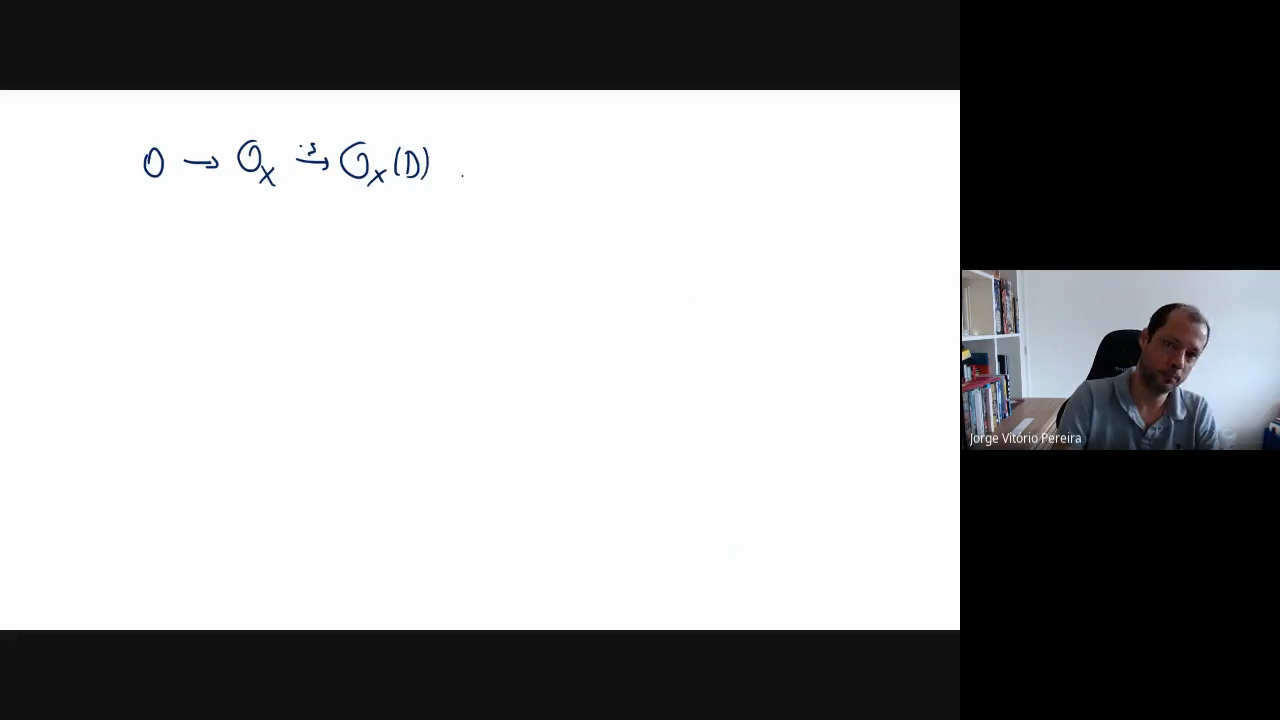 0 → O_X ·s→ O_X(D)
Jorge Vitório Pereira